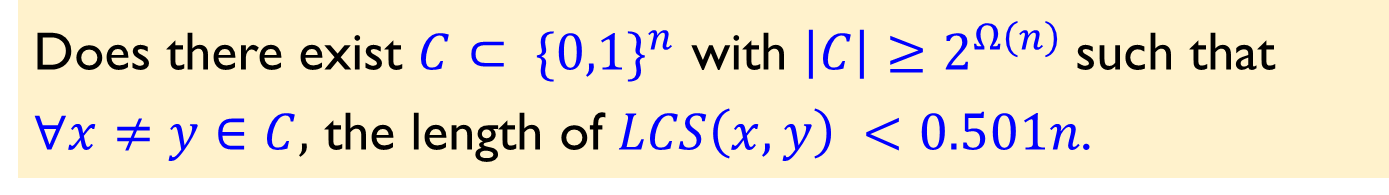 Does there exist C ⊂ {0,1}ⁿ with |C| ≥ 2^{Ω(n)} such that
∀x ≠ y ∈ C, the length of LCS(x, y) < 0.501n.